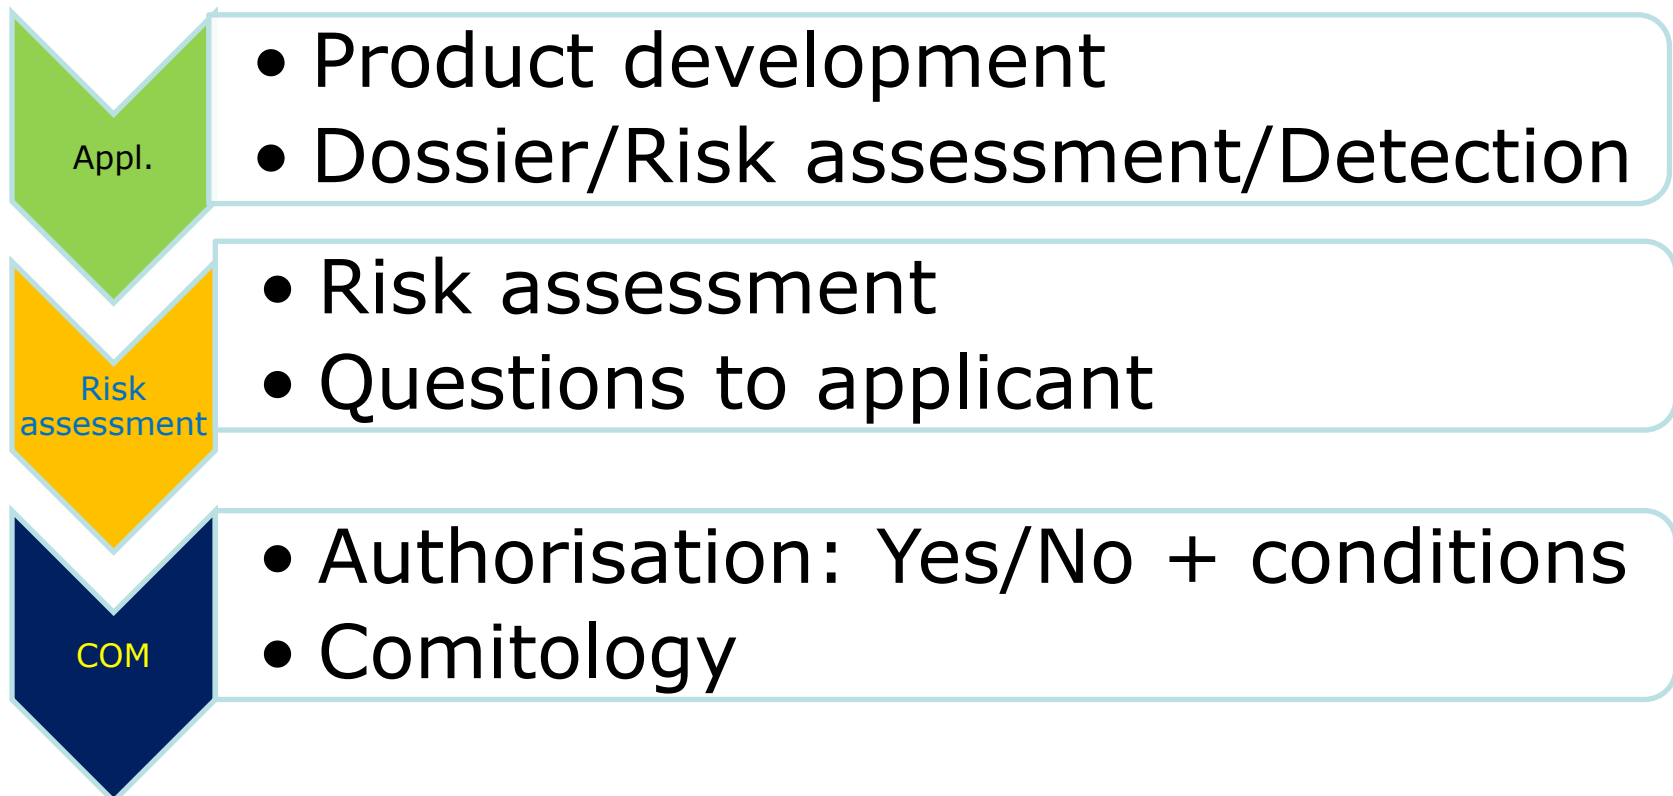 Appl.
• Product development
• Dossier/Risk assessment/Detection
Risk
assessment
• Risk assessment
• Questions to applicant
COM
• Authorisation: Yes/No + conditions
• Comitology